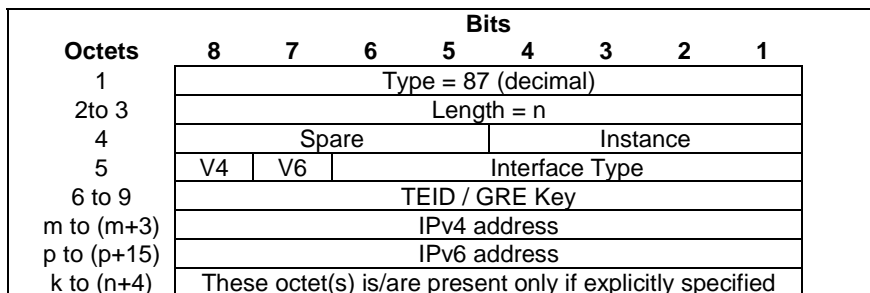 Bits
Octets 8 7 6 5 4 3 2 1
1 Type = 87 (decimal)
2to 3 Length = n
4 Spare Instance
5 V4 V6 Interface Type
6 to 9 TEID / GRE Key
m to (m+3) IPv4 address
p to (p+15) IPv6 address
k to (n+4) These octet(s) is/are present only if explicitly specified